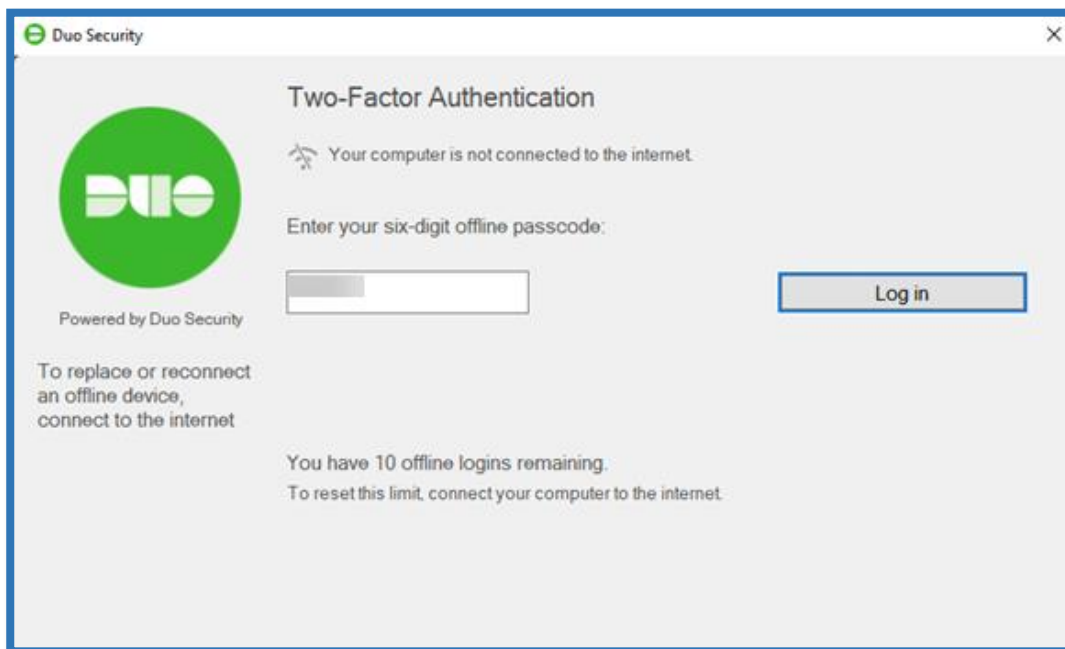 Duo Security
Two-Factor Authentication
Your computer is not connected to the internet.
Enter your six-digit offline passcode:
DUO
Log in
Powered by Duo Security
To replace or reconnect
an offline device,
connect to the internet
You have 10 offline logins remaining.
To reset this limit, connect your computer to the internet.